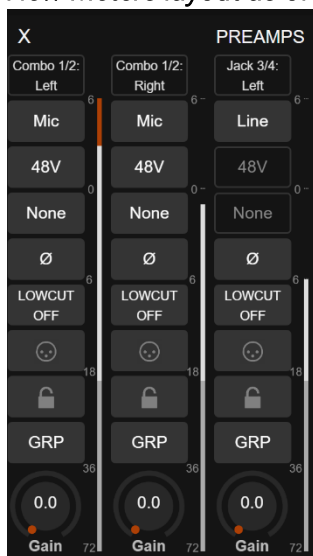 X PREAMPS
Combo 1/2: Combo 1/2: Jack 3/4:
Left Right Left
6 6 6
Mic Mic Line
48V 48V 48V
0 0 0
None None None
Ø Ø Ø
6 6 6
LOWCUT LOWCUT LOWCUT
OFF OFF OFF
18 18 18
GRP GRP GRP
36 36 36
0.0 0.0 0.0
Gain 72 Gain 72 Gain 72